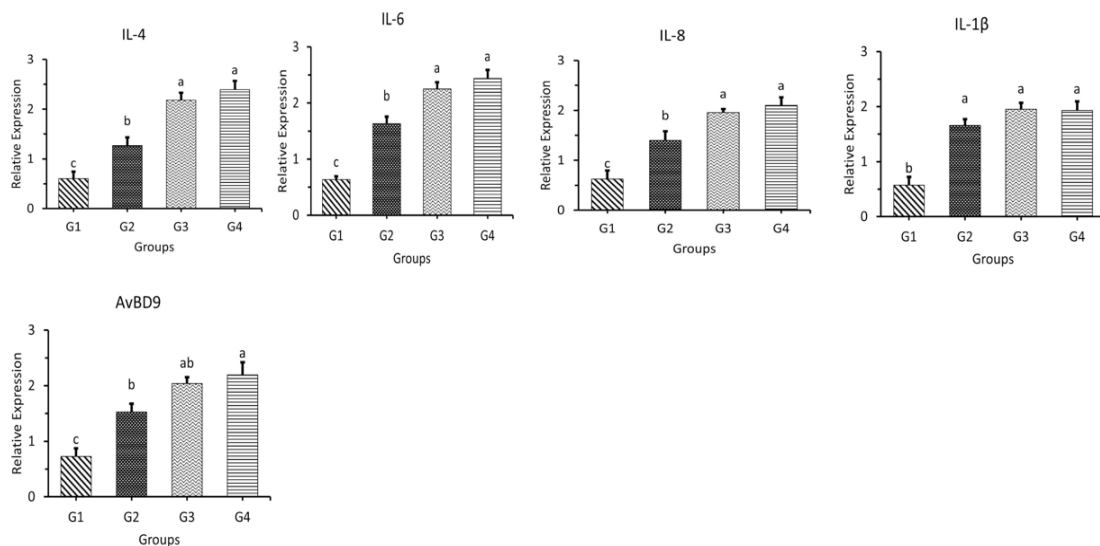 IL-4
Relative Expression
3
2
1
0
c
b
a
a
G1 G2 G3 G4
Groups
IL-6
Relative Expression
3
2
1
0
c
b
a
a
G1 G2 G3 G4
Groups
IL-8
Relative Expression
3
2
1
0
c
b
a
a
G1 G2 G3 G4
Groups
IL-1β
Relative Expression
3
2
1
0
b
a
a
a
G1 G2 G3 G4
Groups
AvBD9
Relative Expression
3
2
1
0
c
b
ab
a
G1 G2 G3 G4
Groups